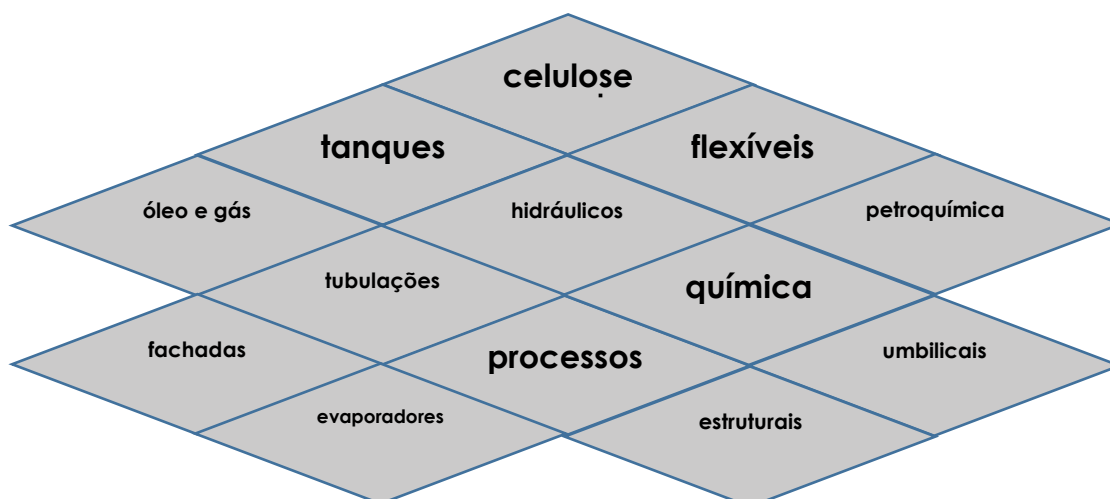 celulose
tanques
flexíveis
óleo e gás
hidráulicos
petroquímica
tubulações
química
fachadas
processos
umbilicais
evaporadores
estruturais